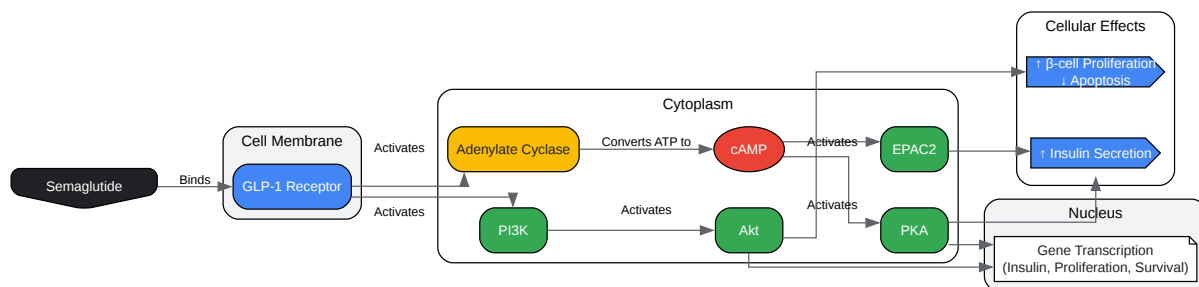 Cellular Effects
↑ β-cell Proliferation
↓ Apoptosis
Cytoplasm
Cell Membrane
Activates
Adenylate Cyclase
Converts ATP to
cAMP
Activates
EPAC2
↑ Insulin Secretion
Semaglutide
Binds
GLP-1 Receptor
Activates
PI3K
Activates
Akt
Activates
PKA
Nucleus
Gene Transcription
(Insulin, Proliferation, Survival)